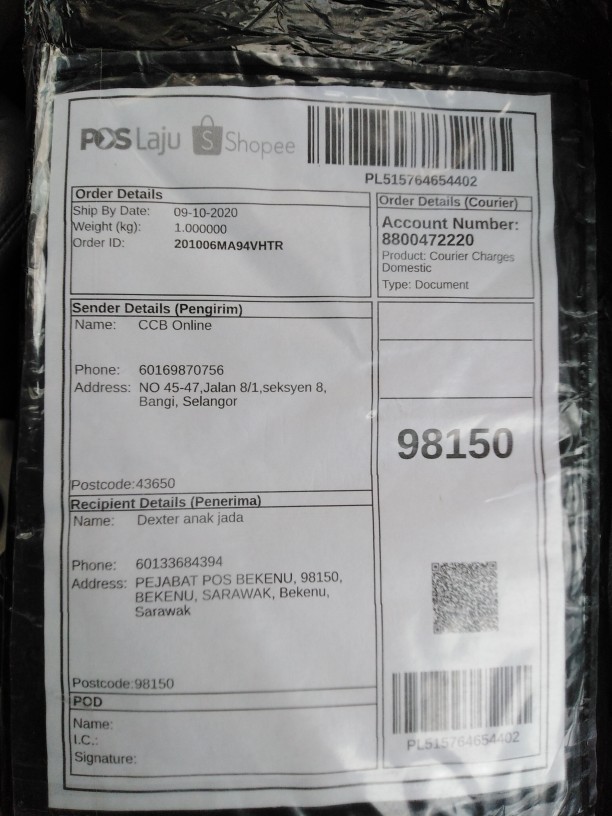 POS Laju Shopee
PL515764654402
Order Details
Ship By Date: 09-10-2020
Weight (kg): 1.000000
Order ID: 201006MA94VHTR
Order Details (Courier)
Account Number:
8800472220
Product: Courier Charges
Domestic
Type: Document
Sender Details (Pengirim)
Name: CCB Online
Phone: 60169870756
Address: NO 45-47,Jalan 8/1,seksyen 8,
Bangi, Selangor
Postcode:43650
98150
Recipient Details (Penerima)
Name: Dexter anak jada
Phone: 60133684394
Address: PEJABAT POS BEKENU, 98150,
BEKENU, SARAWAK, Bekenu,
Sarawak
Postcode:98150
POD
Name:
I.C.:
Signature:
PL515764654402